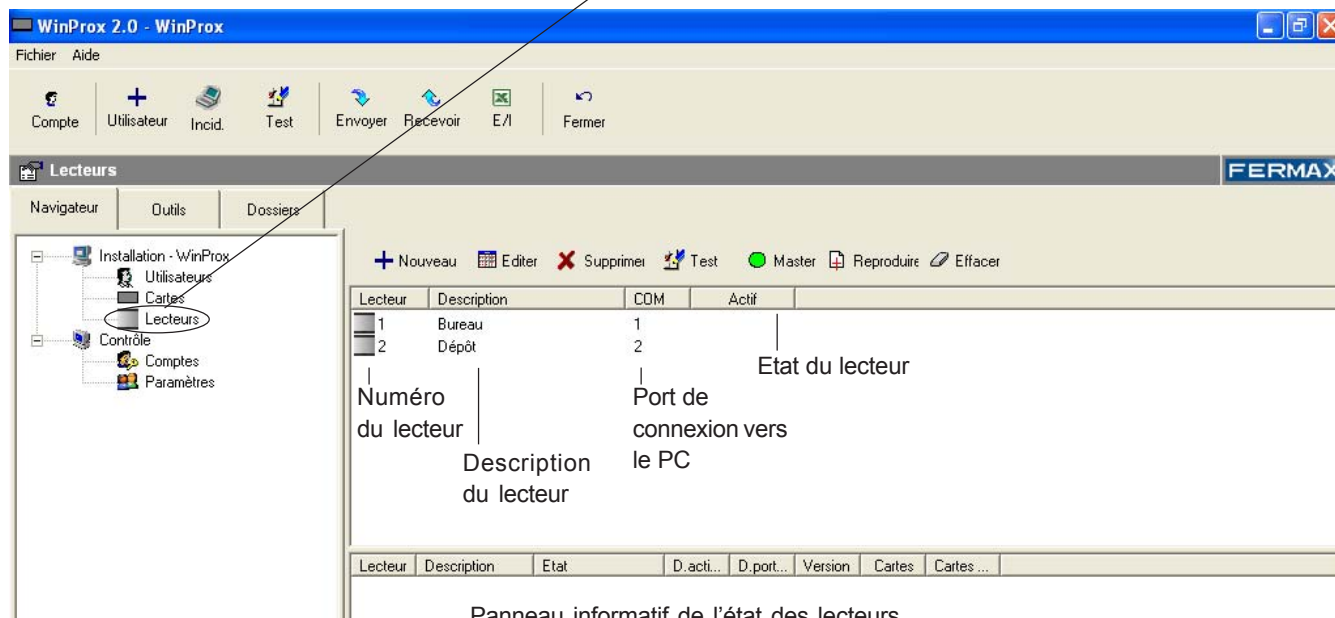 WinProx 2.0 - WinProx
Fichier Aide
Compte Utilisateur Incid. Test Envoyer Recevoir E/I Fermer
Lecteurs
FERMAX
Navigateur Outils Dossiers
Installation - WinProx
Utilisateurs
Cartes
Lecteurs
Contrôle
Comptes
Paramètres
Nouveau Editer Supprimer Test Master Reproduire Effacer
Lecteur Description COM Actif
1 Bureau 1
2 Dépôt 2
Etat du lecteur
Numéro
du lecteur
Description
du lecteur
Port de
connexion vers
le PC
Lecteur Description Etat D.acti... D.port... Version Cartes Cartes ...
Panneau informatif de l'état des lecteurs